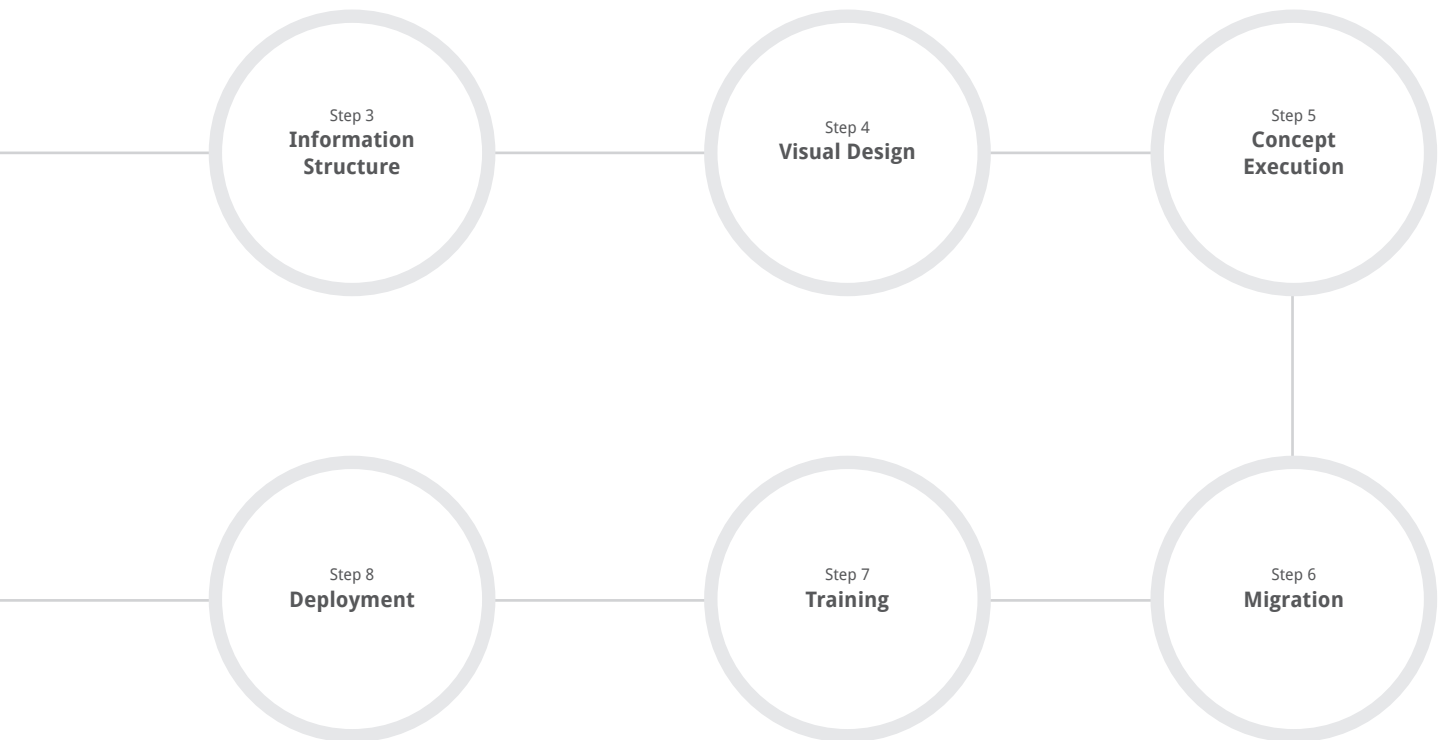 Step 3
Information
Structure
Step 4
Visual Design
Step 5
Concept
Execution
Step 8
Deployment
Step 7
Training
Step 6
Migration